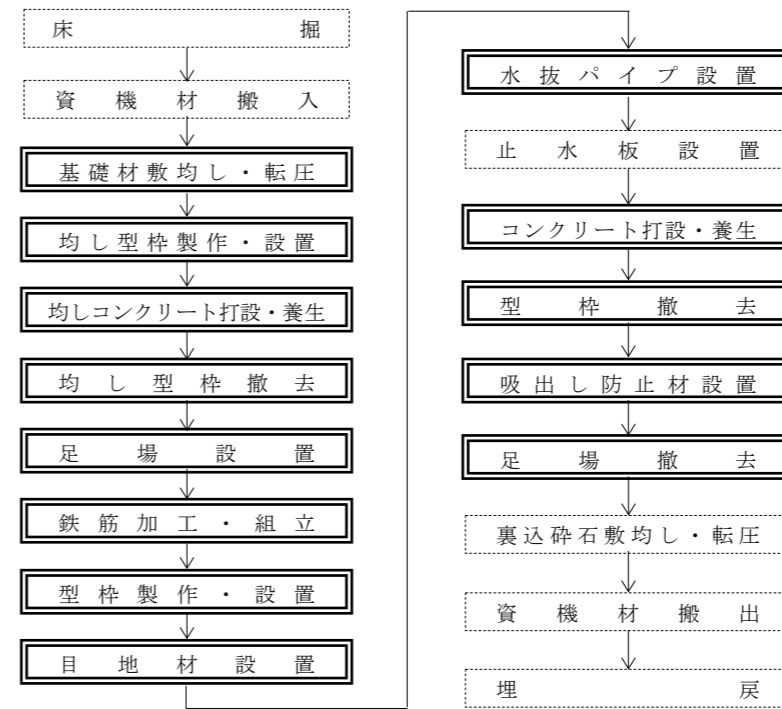 床掘
資機材搬入
基礎材敷均し・転圧
均し型枠製作・設置
均しコンクリート打設・養生
均し型枠撤去
足場設置
鉄筋加工・組立
型枠製作・設置
目地材設置
水抜パイプ設置
止水板設置
コンクリート打設・養生
型枠撤去
吸出し防止材設置
足場撤去
裏込砕石敷均し・転圧
資機材搬出
埋戻